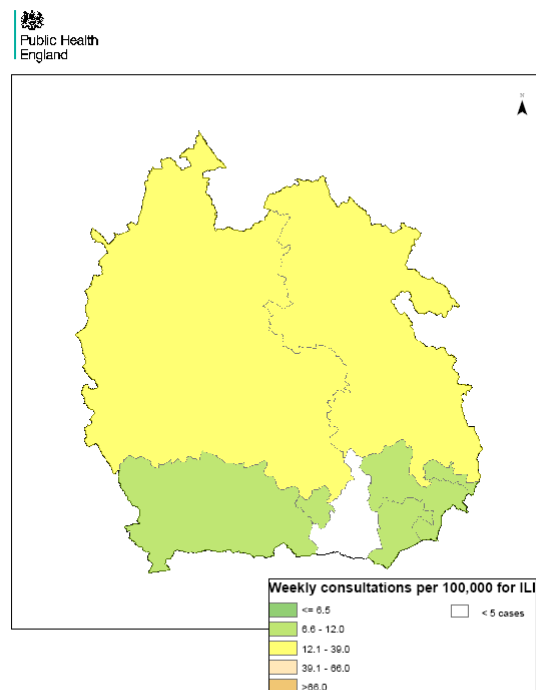 Public Health
England
N
Weekly consultations per 100,000 for ILI
<= 6.5
6.6 - 12.0
12.1 - 39.0
39.1 - 66.0
>66.0
< 5 cases